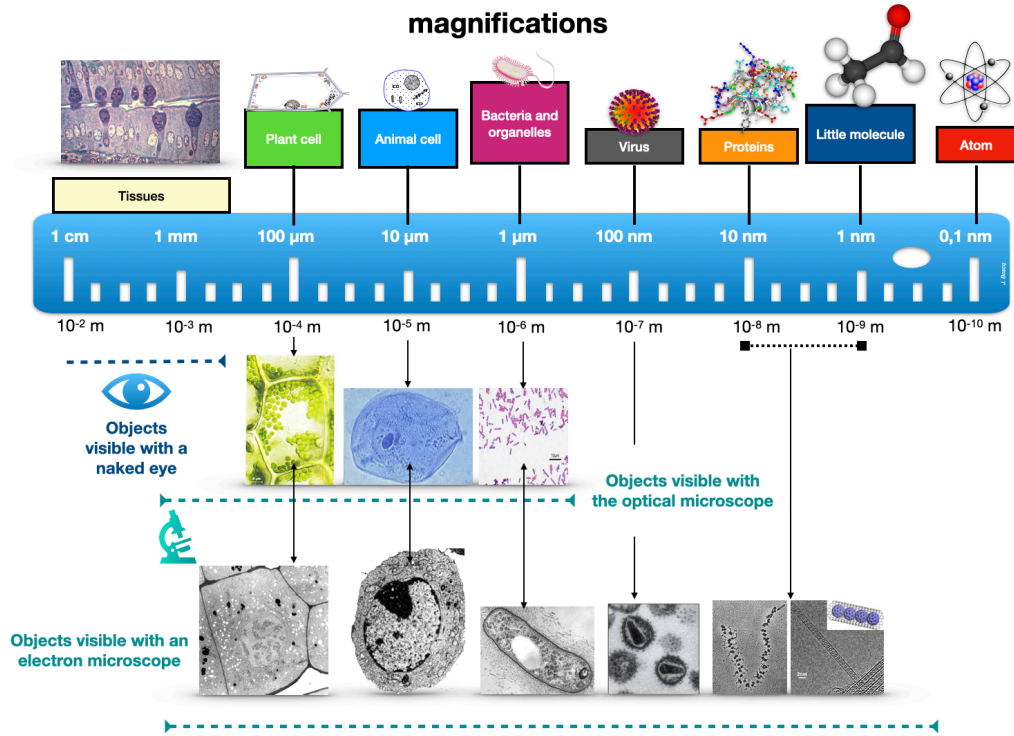 magnifications
Plant cell
Animal cell
Bacteria and
organelles
Virus
Proteins
Little molecule
Atom
Tissues
1 cm
1 mm
100 µm
10 µm
1 µm
100 nm
10 nm
1 nm
0,1 nm
10-2 m
10-3 m
10-4 m
10-5 m
10-6 m
10-7 m
10-8 m
10-9 m
10-10 m
Objects
visible with a
naked eye
Objects visible with
the optical microscope
Objects visible with an
electron microscope